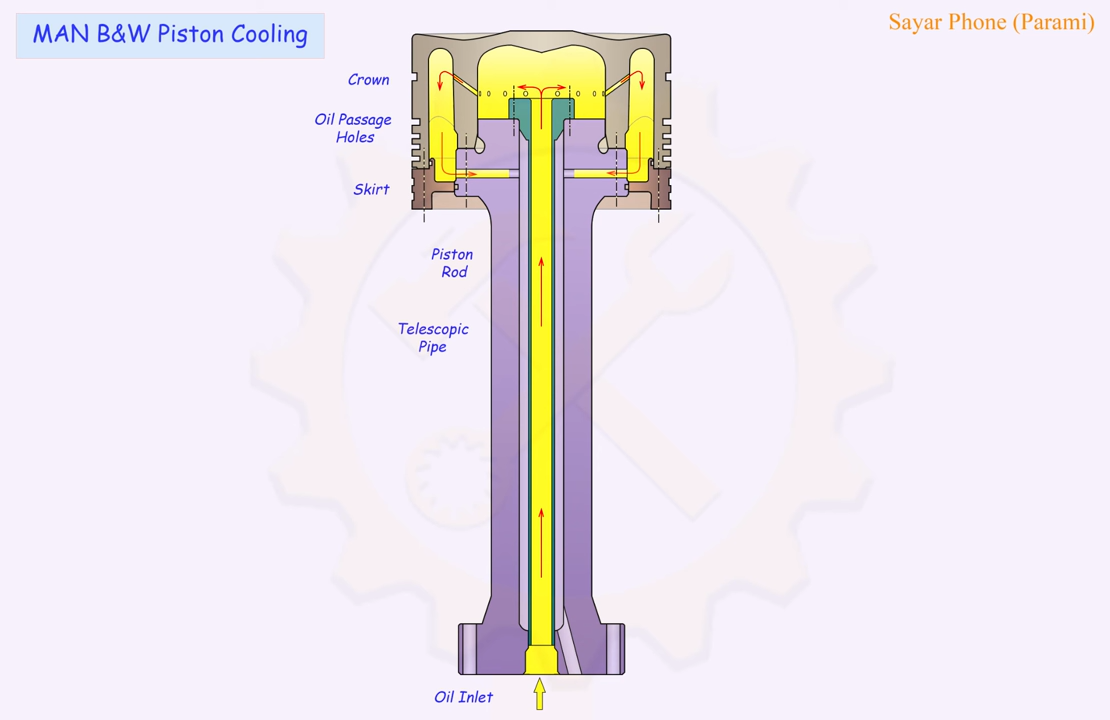 MAN B&W Piston Cooling
Sayar Phone (Parami)
Crown
Oil Passage
Holes
Skirt
Piston
Rod
Telescopic
Pipe
Oil Inlet